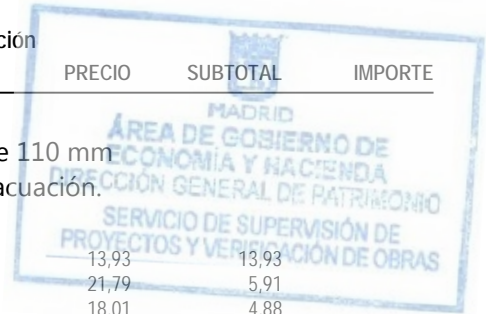 ción
PRECIO SUBTOTAL IMPORTE
MADRID
ÁREA DE GOBIERNO DE
e 110 mm
ECONOMÍA Y HACIENDA
acuación.
DIRECCIÓN GENERAL DE PATRIMONIO
SERVICIO DE SUPERVISIÓN DE
PROYECTOS Y VERIFICACIÓN DE OBRAS
13,93 13,93
21,79 5,91
18,01 4,88